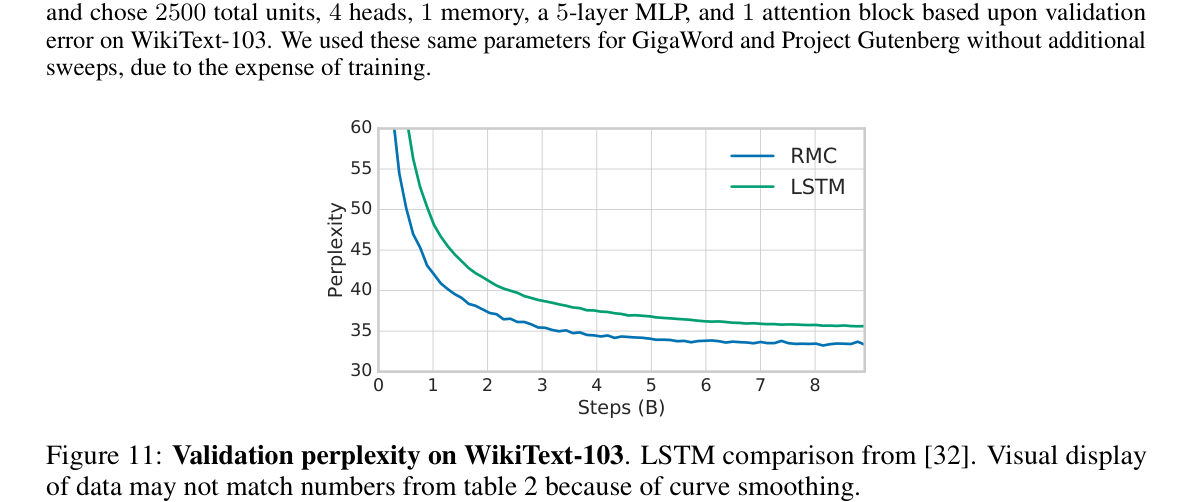 and chose 2500 total units, 4 heads, 1 memory, a 5-layer MLP, and 1 attention block based upon validation
error on WikiText-103. We used these same parameters for GigaWord and Project Gutenberg without additional
sweeps, due to the expense of training.
60
55
50
45
40
35
30
Perplexity
RMC
LSTM
0 1 2 3 4 5 6 7 8
Steps (B)
Figure 11: Validation perplexity on WikiText-103. LSTM comparison from [32]. Visual display
of data may not match numbers from table 2 because of curve smoothing.